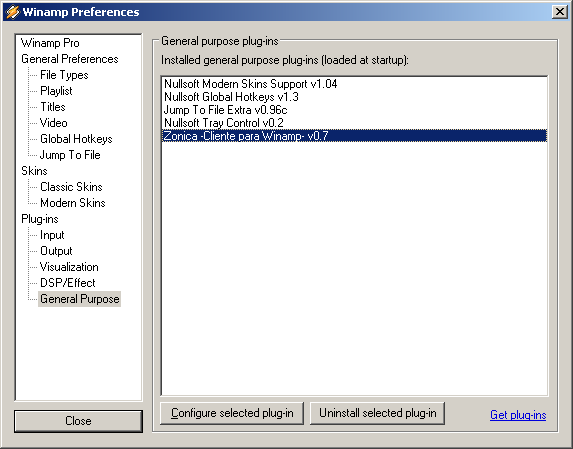 Winamp Preferences
Winamp Pro
General Preferences
File Types
Playlist
Titles
Video
Global Hotkeys
Jump To File
Skins
Classic Skins
Modern Skins
Plug-ins
Input
Output
Visualization
DSP/Effect
General Purpose
Close
General purpose plug-ins
Installed general purpose plug-ins (loaded at startup):
Nullsoft Modern Skins Support v1.04
Nullsoft Global Hotkeys v1.3
Jump To File Extra v0.96c
Nullsoft Tray Control v0.2
Zonica -Cliente para Winamp- v0.7
Configure selected plug-in
Uninstall selected plug-in
Get plug-ins